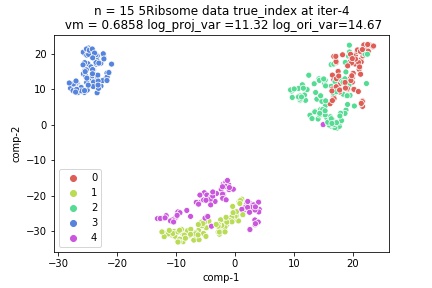 n = 15 5Ribsome data true_index at iter-4
vm = 0.6858 log_proj_var =11.32 log_ori_var=14.67
comp-2
20
10
0
−10
−20
−30
0
1
2
3
4
−30 −20 −10 0 10 20
comp-1